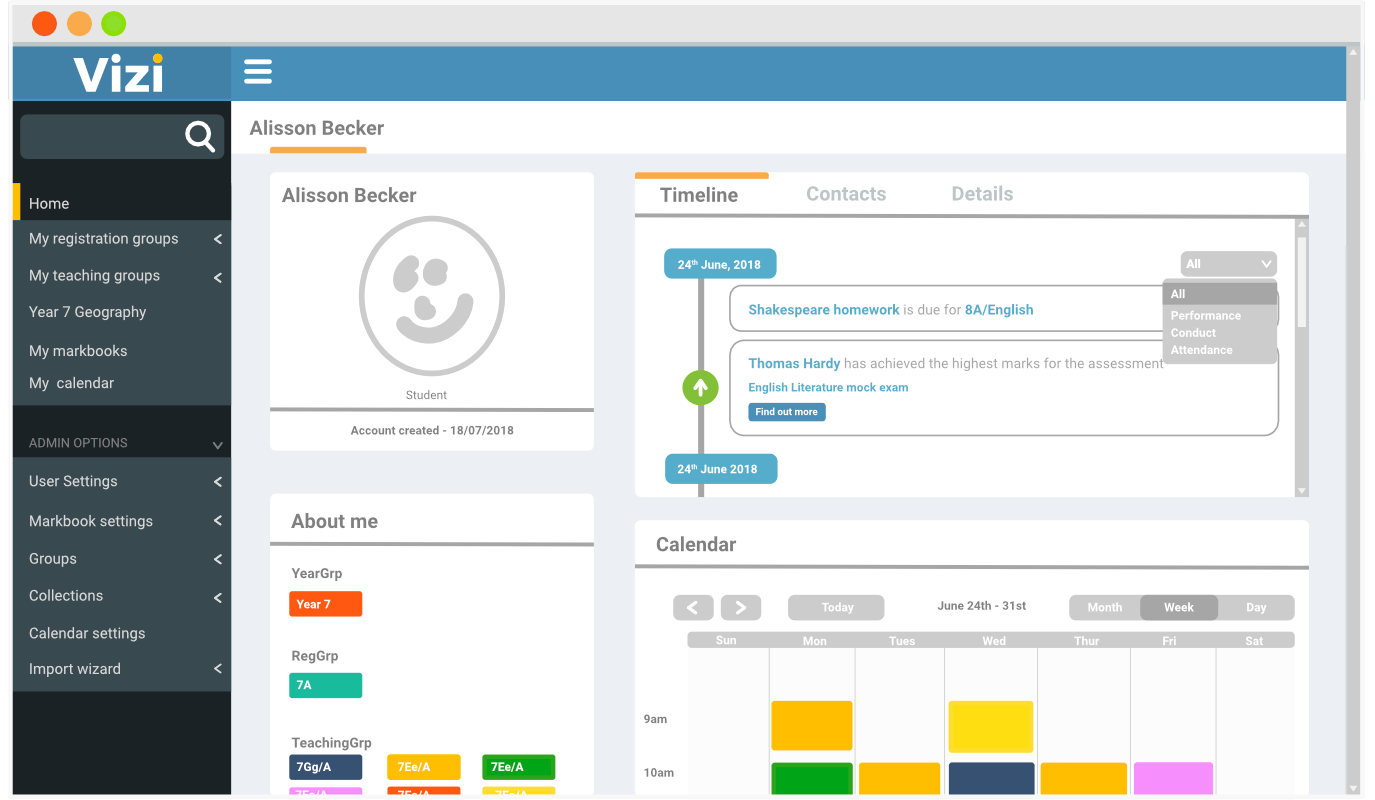 Vizi
Alisson Becker
Home
My registration groups
My teaching groups
Year 7 Geography
My markbooks
My calendar
ADMIN OPTIONS
User Settings
Markbook settings
Groups
Collections
Calendar settings
Import wizard
Alisson Becker
Student
Account created - 18/07/2018
About me
YearGrp
Year 7
RegGrp
7A
TeachingGrp
7Gg/A 7Ee/A 7Ee/A
Timeline Contacts Details
24th June, 2018
All
All
Performance
Conduct
Attendance
Shakespeare homework is due for 8A/English
Thomas Hardy has achieved the highest marks for the assessment
English Literature mock exam
Find out more
24th June 2018
Calendar
Today June 24th - 31st Month Week Day
Sun Mon Tues Wed Thur Fri Sat
9am
10am